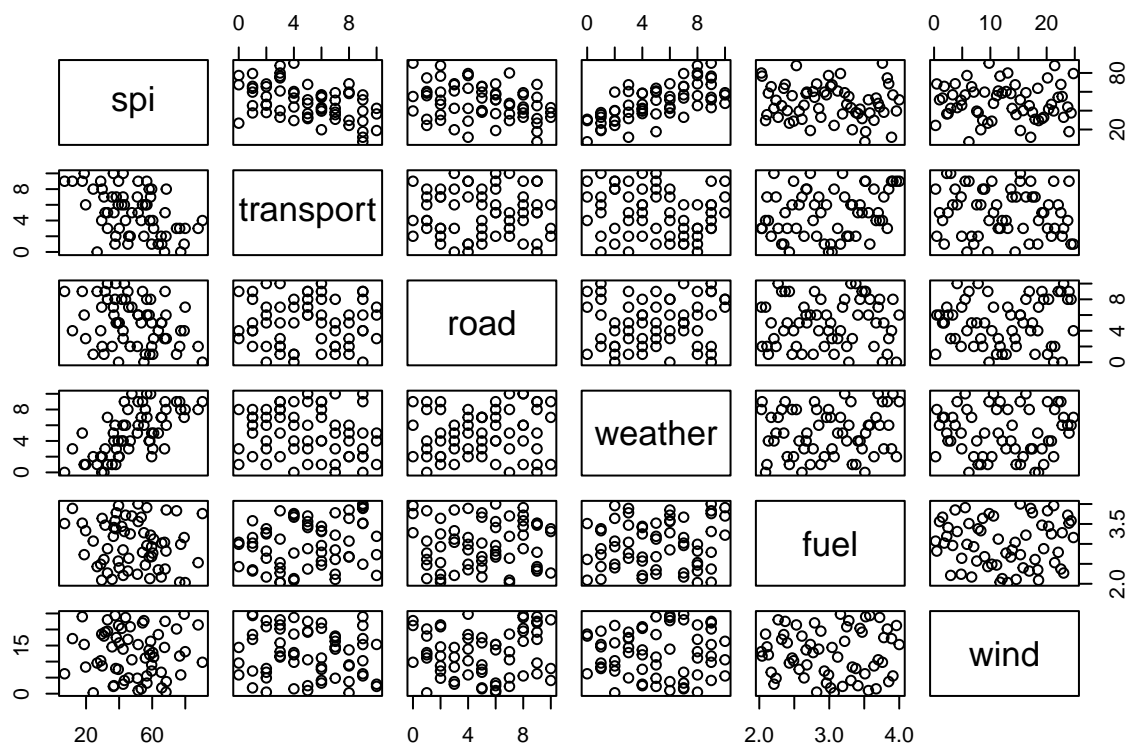 0 4 8 0 4 8 0 10 20
spi 20 60 80
0 4 8 transport
road 0 4 8
0 4 8 weather
fuel 2.0 3.5
0 15 wind
20 60 0 4 8 2.0 3.0 4.0